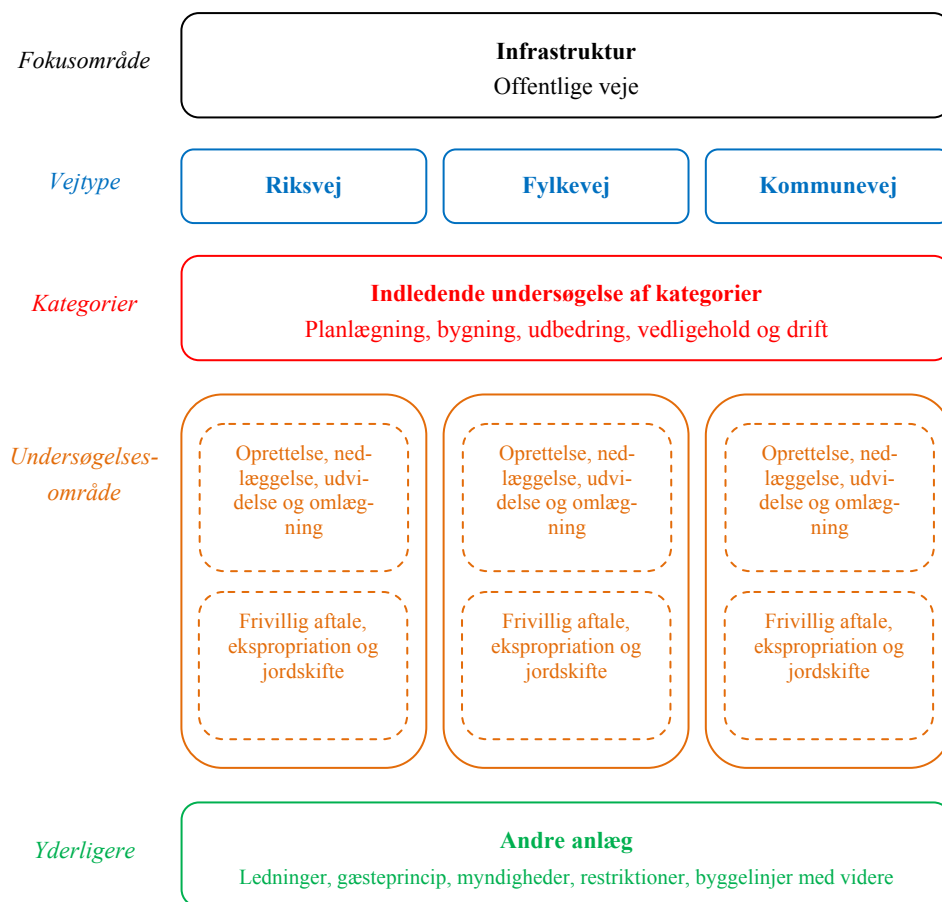 Fokusområde
Infrastruktur
Offentlige veje
Vejtype
Riksvej
Fylkevej
Kommunevej
Kategorier
Indledende undersøgelse af kategorier
Planlægning, bygning, udbedring, vedligehold og drift
Undersøgelses-
område
Oprettelse, ned-
læggelse, udvi-
delse og omlæg-
ning
Frivillig aftale,
ekspropriation og
jordskifte
Oprettelse, ned-
læggelse, udvi-
delse og omlæg-
ning
Frivillig aftale,
ekspropriation og
jordskifte
Oprettelse, ned-
læggelse, udvi-
delse og omlæg-
ning
Frivillig aftale,
ekspropriation og
jordskifte
Yderligere
Andre anlæg
Ledninger, gæsteprincip, myndigheder, restriktioner, byggelinjer med videre